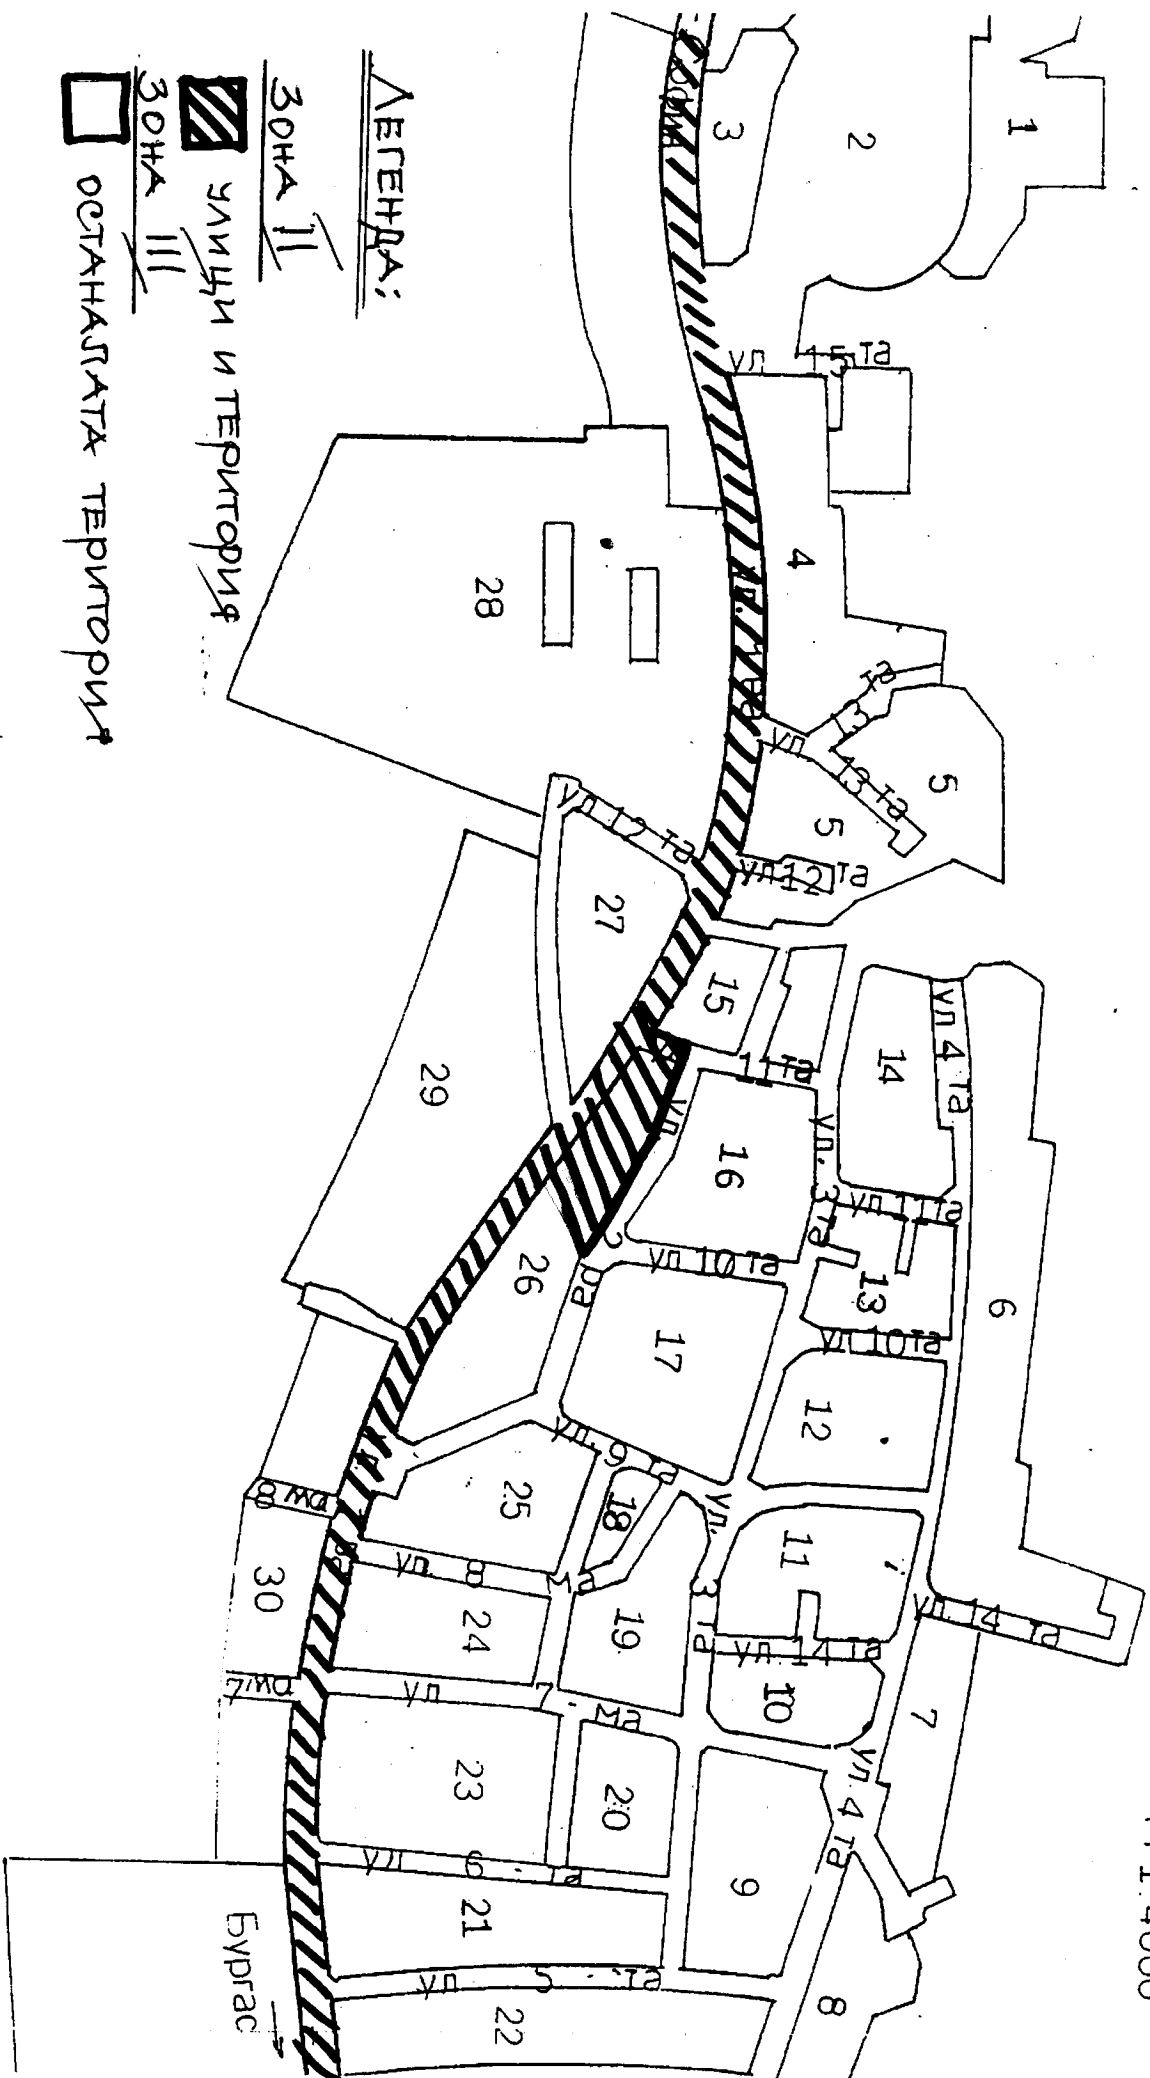 ЛЕГЕНДА:
ЗОНА II
УЛИЦИ И ТЕРИТОРИЯ
ЗОНА III
ОСТАНАЛАТА ТЕРИТОРИЯ
1
2
3
ул 15 та
4
5
5
13 та
ул 13 та
ул 12 та
ул 12 та
28
27
29
15
14
ул 4 та
6
11 та
16
ул. 3 та
ул 11 та
13
ул 10 та
ул 10 та
ул 2 ра
26
17
12
ул. 9 та
25
18
11
ул. 3 та
ул. 14 та
ул. 14 та
8 ма
ул 8 ма
30
24
19
10
7
7 ма
ул 7 - ма
23
20
9
ул 4 та
ул 6 - та
21
8
ул 5 - та
22
Бургас